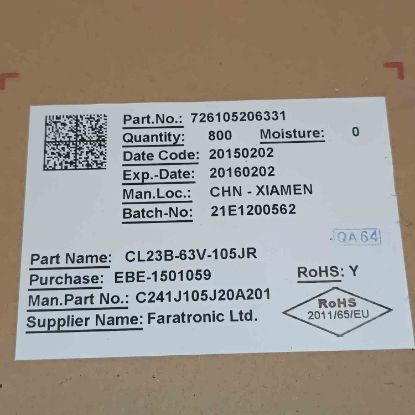 Part.No.: 726105206331
Quantity: 800 Moisture: 0
Date Code: 20150202
Exp.-Date: 20160202
Man.Loc.: CHN - XIAMEN
Batch-No: 21E1200562
QA 64
Part Name: CL23B-63V-105JR
Purchase: EBE-1501059
RoHS: Y
Man.Part No.: C241J105J20A201
RoHS
2011/65/EU
Supplier Name: Faratronic Ltd.